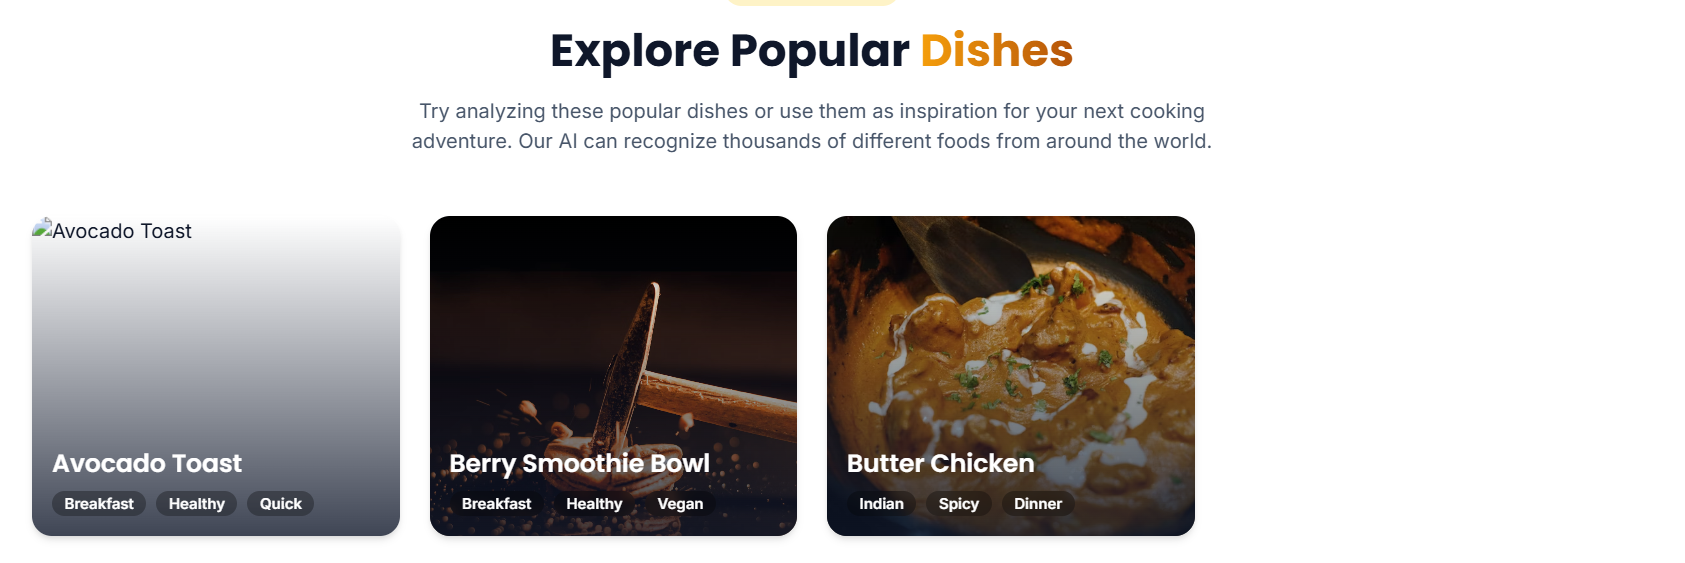 Explore Popular Dishes
Try analyzing these popular dishes or use them as inspiration for your next cooking
adventure. Our AI can recognize thousands of different foods from around the world.
Avocado Toast
Avocado Toast
Breakfast Healthy Quick
Berry Smoothie Bowl
Breakfast Healthy Vegan
Butter Chicken
Indian Spicy Dinner